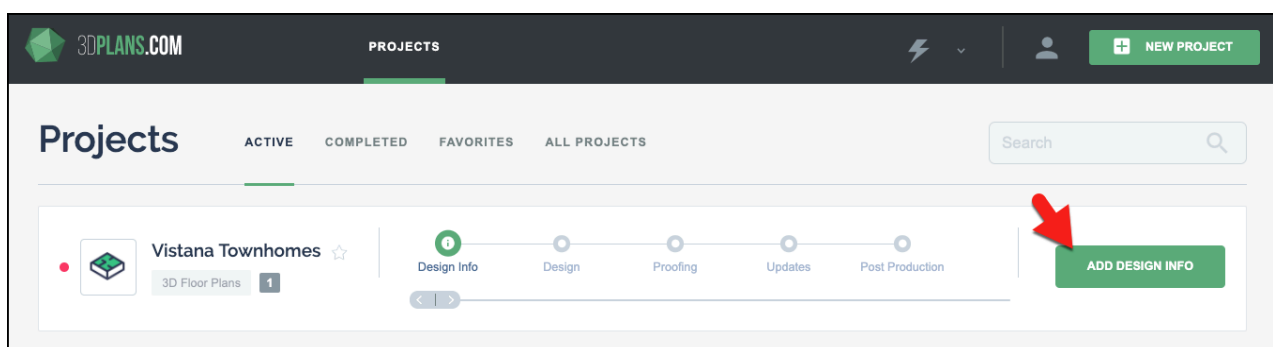 3DPLANS.COM
PROJECTS
NEW PROJECT
Projects
ACTIVE
COMPLETED
FAVORITES
ALL PROJECTS
Search
Vistana Townhomes
3D Floor Plans
1
Design Info
Design
Proofing
Updates
Post Production
ADD DESIGN INFO